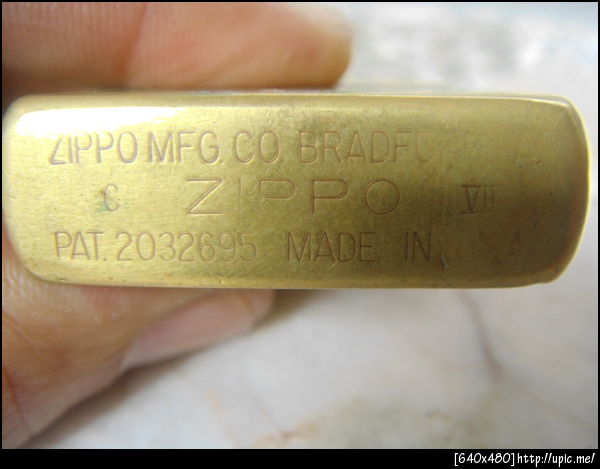 ZIPPO MFG. CO. BRADFO
C ZIPPO VII
PAT. 2032695 MADE IN
[640x480]http://upic.me/